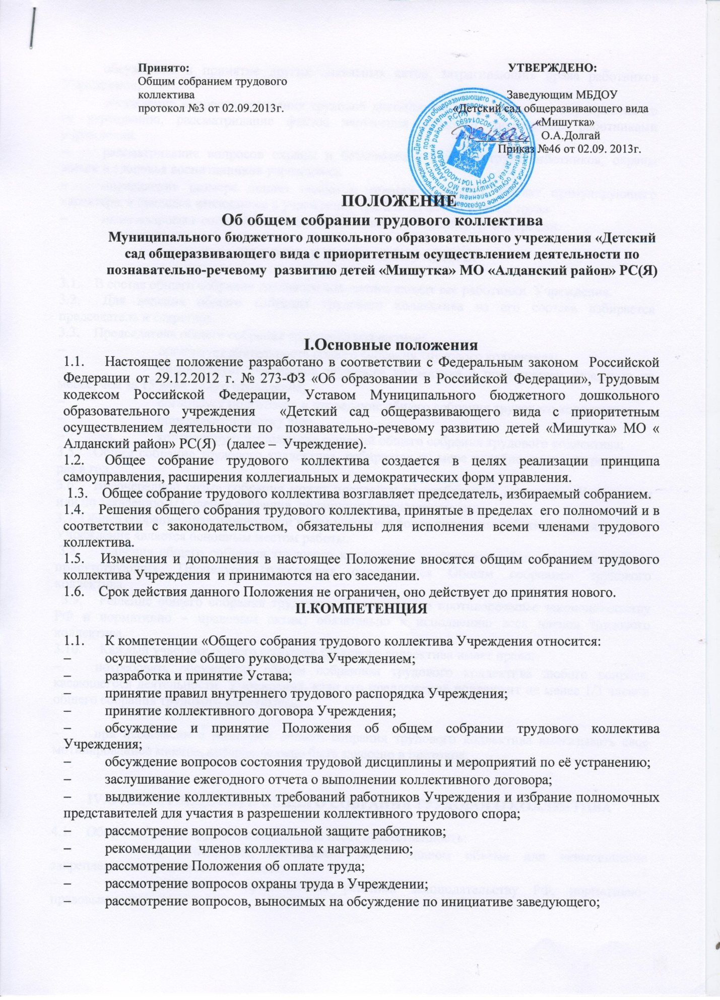 Принято:
Общим собранием трудового
коллектива
протокол №3 от 02.09.2013г.
УТВЕРЖДЕНО:
Заведующим МБДОУ
«Детский сад общеразвивающего вида
«Мишутка»
О.А.Долгай
Приказ №46 от 02.09. 2013г.
ПОЛОЖЕНИЕ
Об общем собрании трудового коллектива
Муниципального бюджетного дошкольного образовательного учреждения «Детский
сад общеразвивающего вида с приоритетным осуществлением деятельности по
познавательно-речевому развитию детей «Мишутка» МО «Алданский район» РС(Я)
I.Основные положения
1.1. Настоящее положение разработано в соответствии с Федеральным законом Российской
Федерации от 29.12.2012 г. № 273-ФЗ «Об образовании в Российской Федерации», Трудовым
кодексом Российской Федерации, Уставом Муниципального бюджетного дошкольного
образовательного учреждения «Детский сад общеразвивающего вида с приоритетным
осуществлением деятельности по познавательно-речевому развитию детей «Мишутка» МО «
Алданский район» РС(Я) (далее – Учреждение).
1.2. Общее собрание трудового коллектива создается в целях реализации принципа
самоуправления, расширения коллегиальных и демократических форм управления.
1.3. Общее собрание трудового коллектива возглавляет председатель, избираемый собранием.
1.4. Решения общего собрания трудового коллектива, принятые в пределах его полномочий и в
соответствии с законодательством, обязательны для исполнения всеми членами трудового
коллектива.
1.5. Изменения и дополнения в настоящее Положение вносятся общим собранием трудового
коллектива Учреждения и принимаются на его заседании.
1.6. Срок действия данного Положения не ограничен, оно действует до принятия нового.
II.КОМПЕТЕНЦИЯ
1.1. К компетенции «Общего собрания трудового коллектива Учреждения относится:
– осуществление общего руководства Учреждением;
– разработка и принятие Устава;
– принятие правил внутреннего трудового распорядка Учреждения;
– принятие коллективного договора Учреждения;
– обсуждение и принятие Положения об общем собрании трудового коллектива
Учреждения;
– обсуждение вопросов состояния трудовой дисциплины и мероприятий по её устранению;
– заслушивание ежегодного отчета о выполнении коллективного договора;
– выдвижение коллективных требований работников Учреждения и избрание полномочных
представителей для участия в разрешении коллективного трудового спора;
– рассмотрение вопросов социальной защите работников;
– рекомендации членов коллектива к награждению;
– рассмотрение Положения об оплате труда;
– рассмотрение вопросов охраны труда в Учреждении;
– рассмотрение вопросов, выносимых на обсуждение по инициативе заведующего;